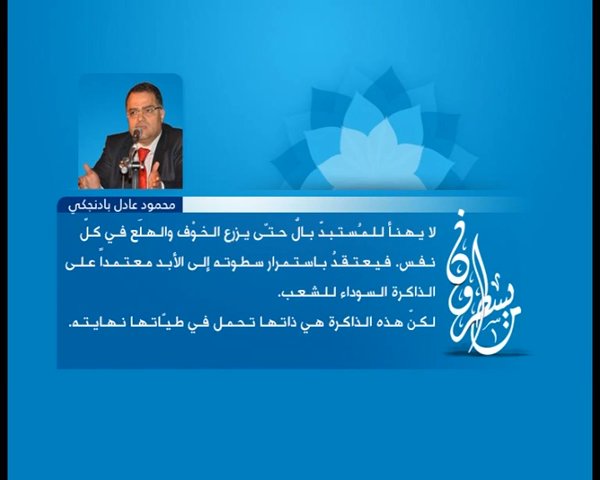 محمود عادل بادنجكي
لا يهنأ للمُستبدّ بالٌ حتّى يزرع الخوْف والهلَع في كلّ
نفس. فيعتقدُ باستمرار سطوته إلى الأبد معتمداً على
الذاكرة السوداء للشعب.
لكنّ هذه الذاكرة هي ذاتها تحمل في طيّاتها نهايته.